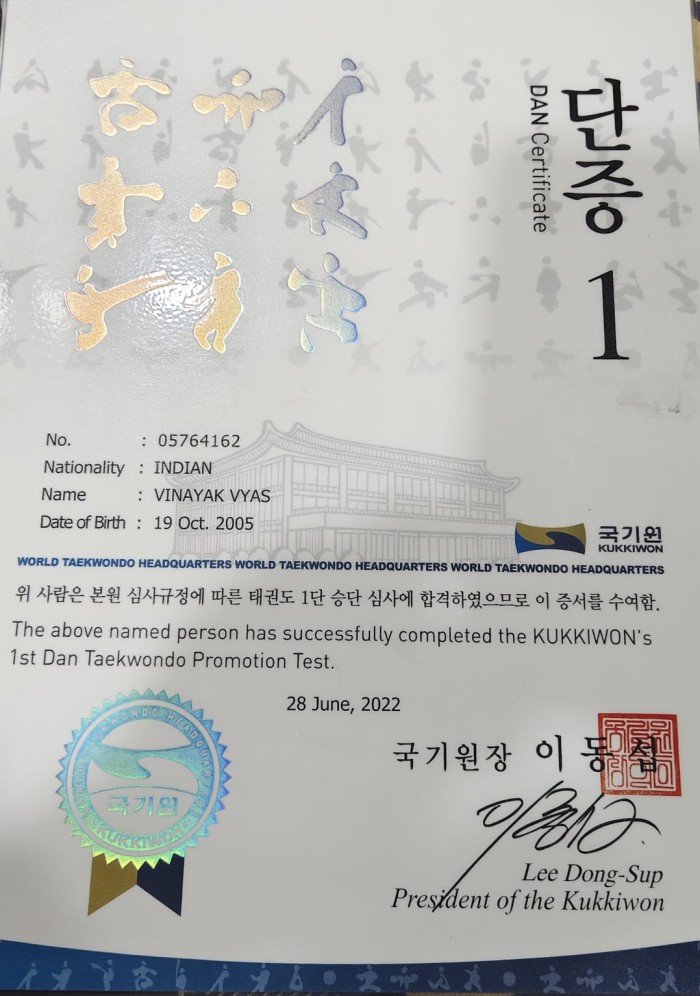 단증
DAN Certificate
1
No. : 05764162
Nationality : INDIAN
Name : VINAYAK VYAS
Date of Birth : 19 Oct. 2005
국기원
KUKKIWON
WORLD TAEKWONDO HEADQUARTERS WORLD TAEKWONDO HEADQUARTERS WORLD TAEKWONDO HEADQUARTERS
위 사람은 본원 심사규정에 따른 태권도 1단 승단 심사에 합격하였으므로 이 증서를 수여함.
The above named person has successfully completed the KUKKIWON's
1st Dan Taekwondo Promotion Test.
28 June, 2022
국기원장 이동섭
Lee Dong-Sup
President of the Kukkiwon
국기원
KUKKIWON